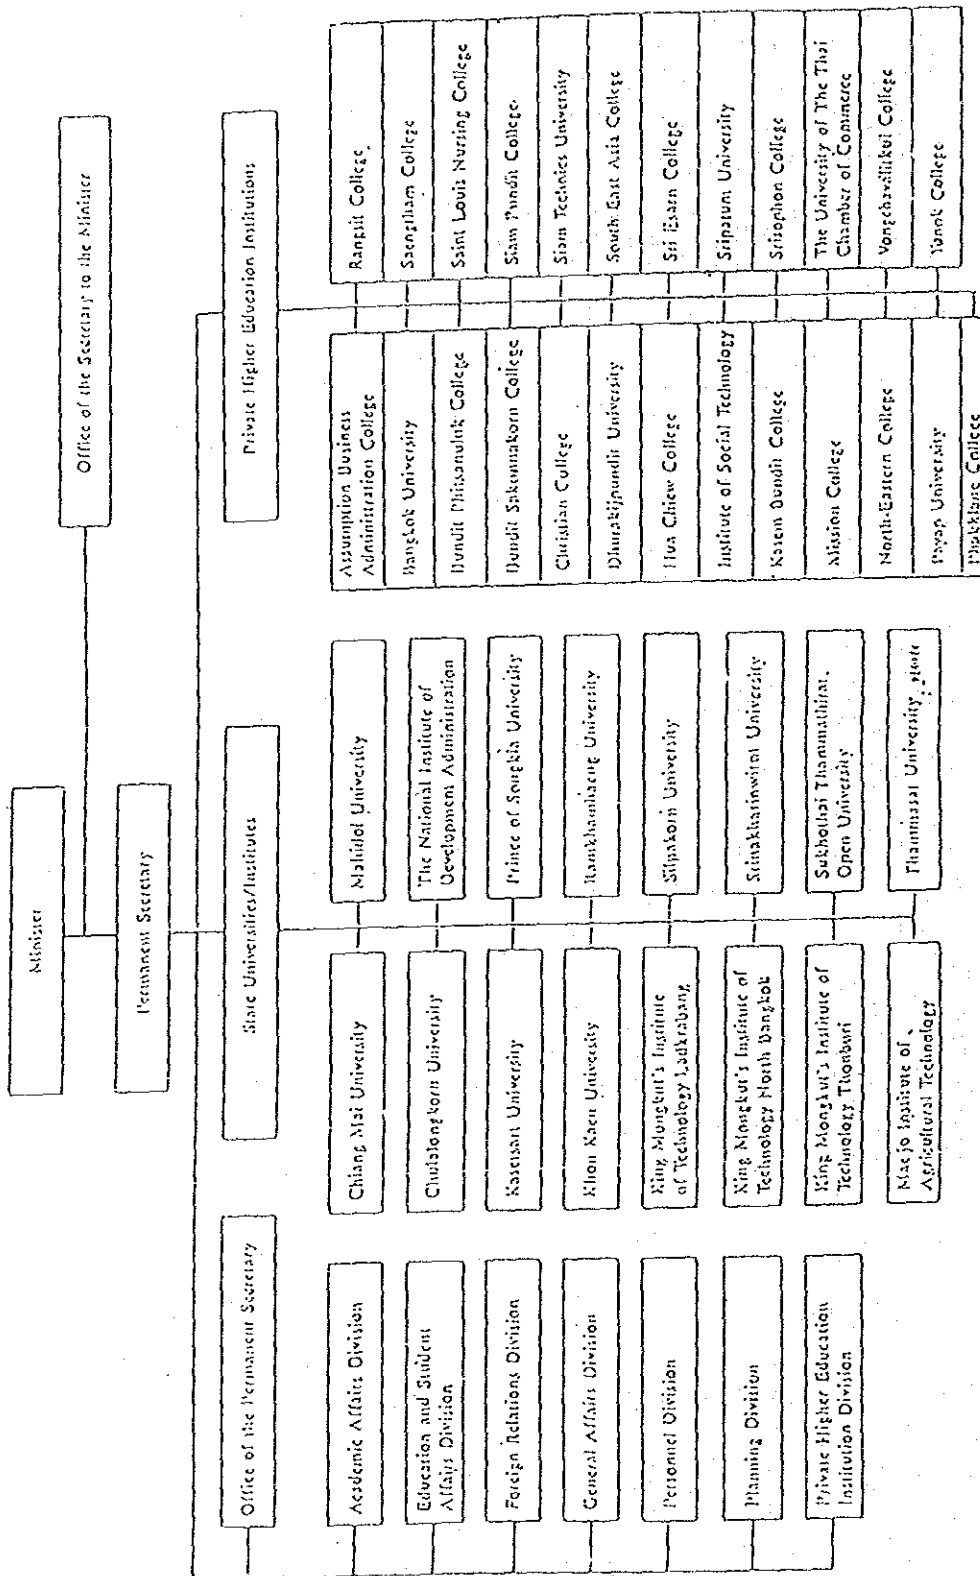 Minister
Office of the Secretary to the Minister
Permanent Secretary
Office of the Permanent Secretary
State Universities/Institutes
Private Higher Education Institutions
Academic Affairs Division
Education and Student
Affairs Division
Foreign Relations Division
General Affairs Division
Personnel Division
Planning Division
Private Higher Education
Institution Division
Chiang Mai University
Chulalongkorn University
Kasetsart University
Khon Kaen University
King Mongkut's Institute
of Technology Ladkrabang
King Mongkut's Institute of
Technology North Bangkok
King Mongkut's Institute of
Technology Thonburi
Maejo Institute of
Agricultural Technology
Mahidol University
The National Institute of
Development Administration
Prince of Songkla University
Ramkhamhaeng University
Silpakorn University
Srinakharinwirot University
Sukhothai Thammathirat
Open University
Thammasat University
Assumption Business
Administration College
Bangkok University
Bundit Phitsanulok College
Bundit Sakonnakorn College
Christian College
Dhurakijpundit University
Hua Chiew College
Institute of Social Technology
Kasem Bundit College
Mission College
North-Eastern College
Payap University
Phakklang College
Rangsit College
Saengtham College
Saint Louis Nursing College
Siam Pundit College
Siam Technics University
South East Asia College
Sri Esarn College
Sripatum University
Srisophon College
The University of The Thai
Chamber of Commerce
Vongchavalitkul College
Yonok College